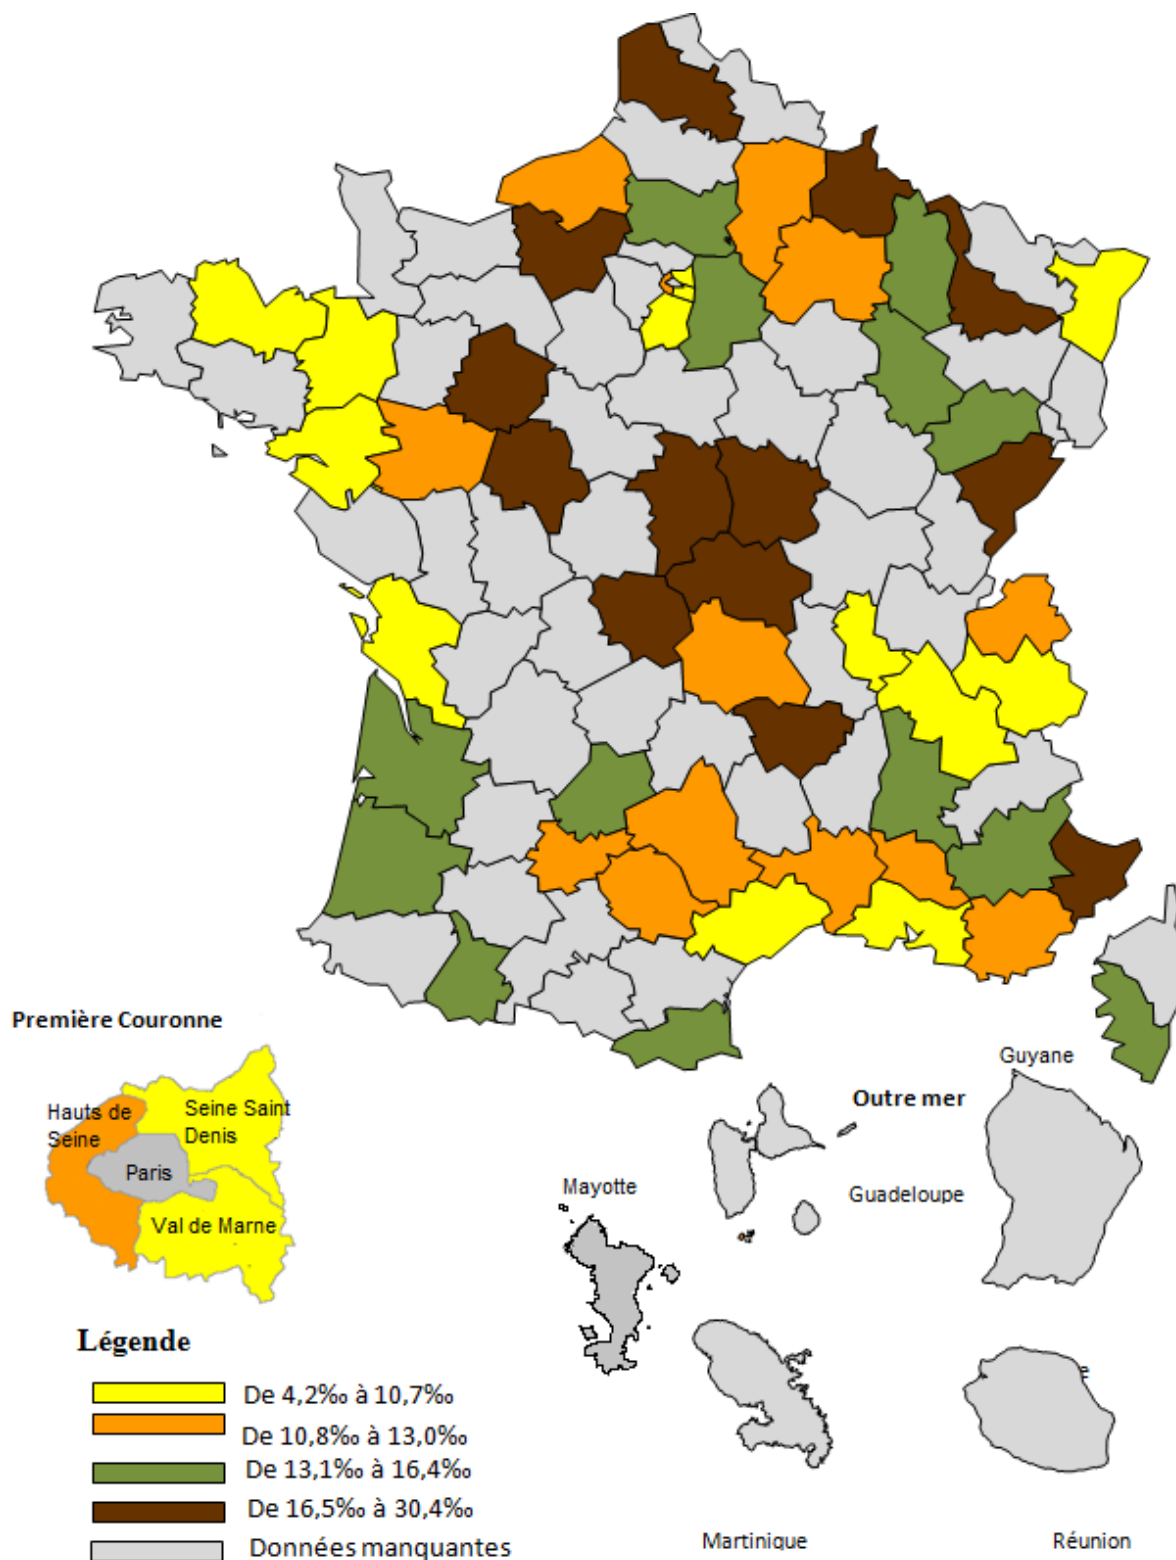 Première Couronne
Hauts de
Seine
Seine Saint
Denis
Paris
Val de Marne
Guyane
Outre mer
Mayotte
Guadeloupe
Légende
De 4,2‰ à 10,7‰
De 10,8‰ à 13,0‰
De 13,1‰ à 16,4‰
De 16,5‰ à 30,4‰
Données manquantes
Martinique
Réunion